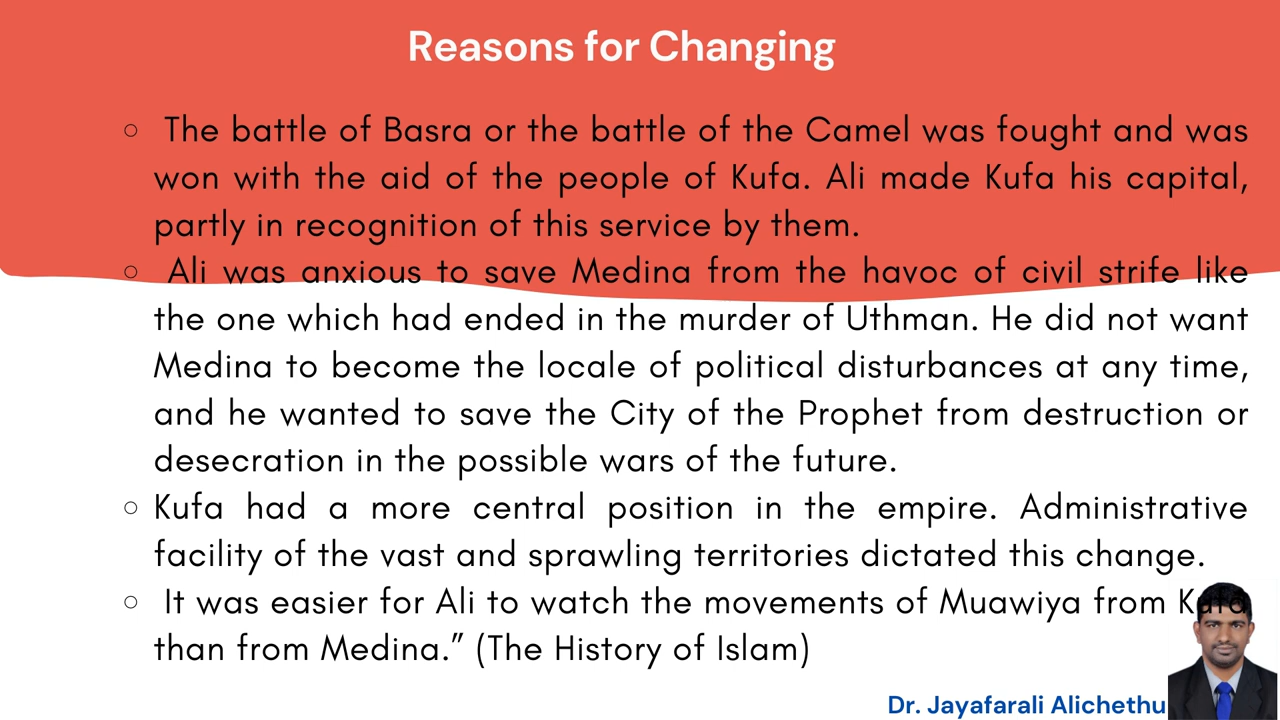 Reasons for Changing
The battle of Basra or the battle of the Camel was fought and was
won with the aid of the people of Kufa. Ali made Kufa his capital,
partly in recognition of this service by them.
Ali was anxious to save Medina from the havoc of civil strife like
the one which had ended in the murder of Uthman. He did not want
Medina to become the locale of political disturbances at any time,
and he wanted to save the City of the Prophet from destruction or
desecration in the possible wars of the future.
Kufa had a more central position in the empire. Administrative
facility of the vast and sprawling territories dictated this change.
It was easier for Ali to watch the movements of Muawiya from Kufa
than from Medina.” (The History of Islam)
Dr. Jayafarali Alichethu